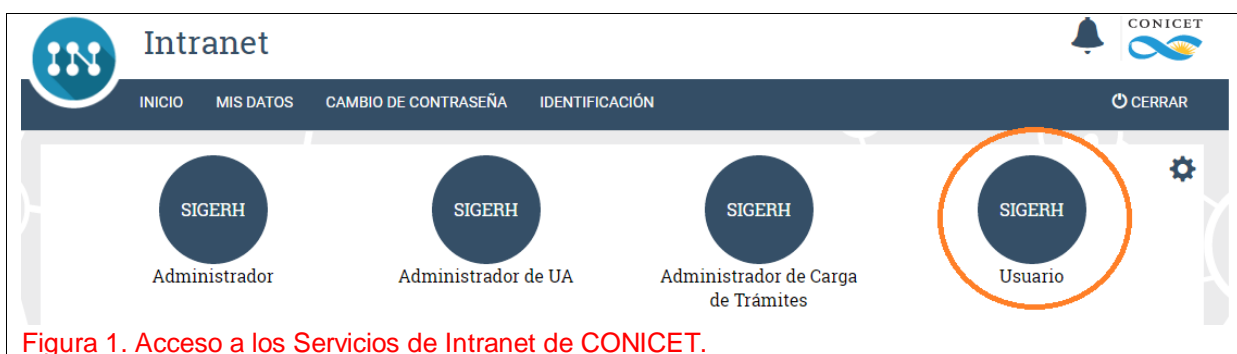 Intranet
CONICET
INICIO MIS DATOS CAMBIO DE CONTRASEÑA IDENTIFICACIÓN CERRAR
SIGERH SIGERH SIGERH SIGERH
Administrador Administrador de UA Administrador de Carga Usuario
de Trámites
Figura 1. Acceso a los Servicios de Intranet de CONICET.